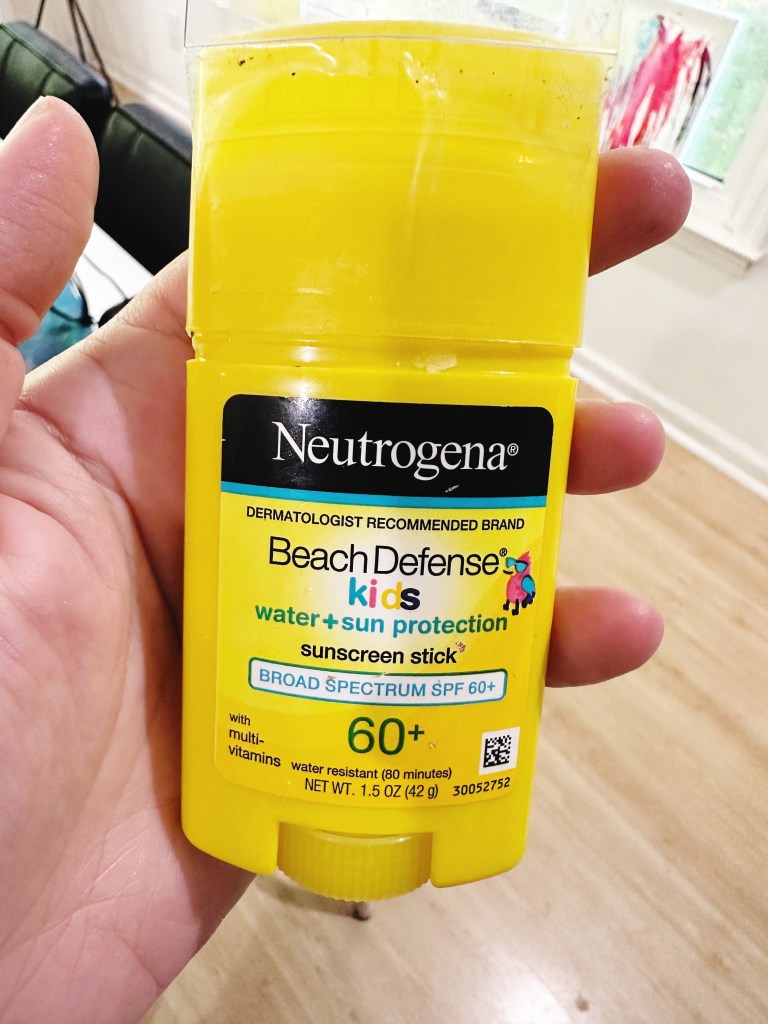 Neutrogena®
DERMATOLOGIST RECOMMENDED BRAND
Beach Defense®
kids
water+sun protection
sunscreen stick
BROAD SPECTRUM SPF 60+
with
multi-
vitamins
60+
water resistant (80 minutes)
NET WT. 1.5 OZ (42 g)
30052752